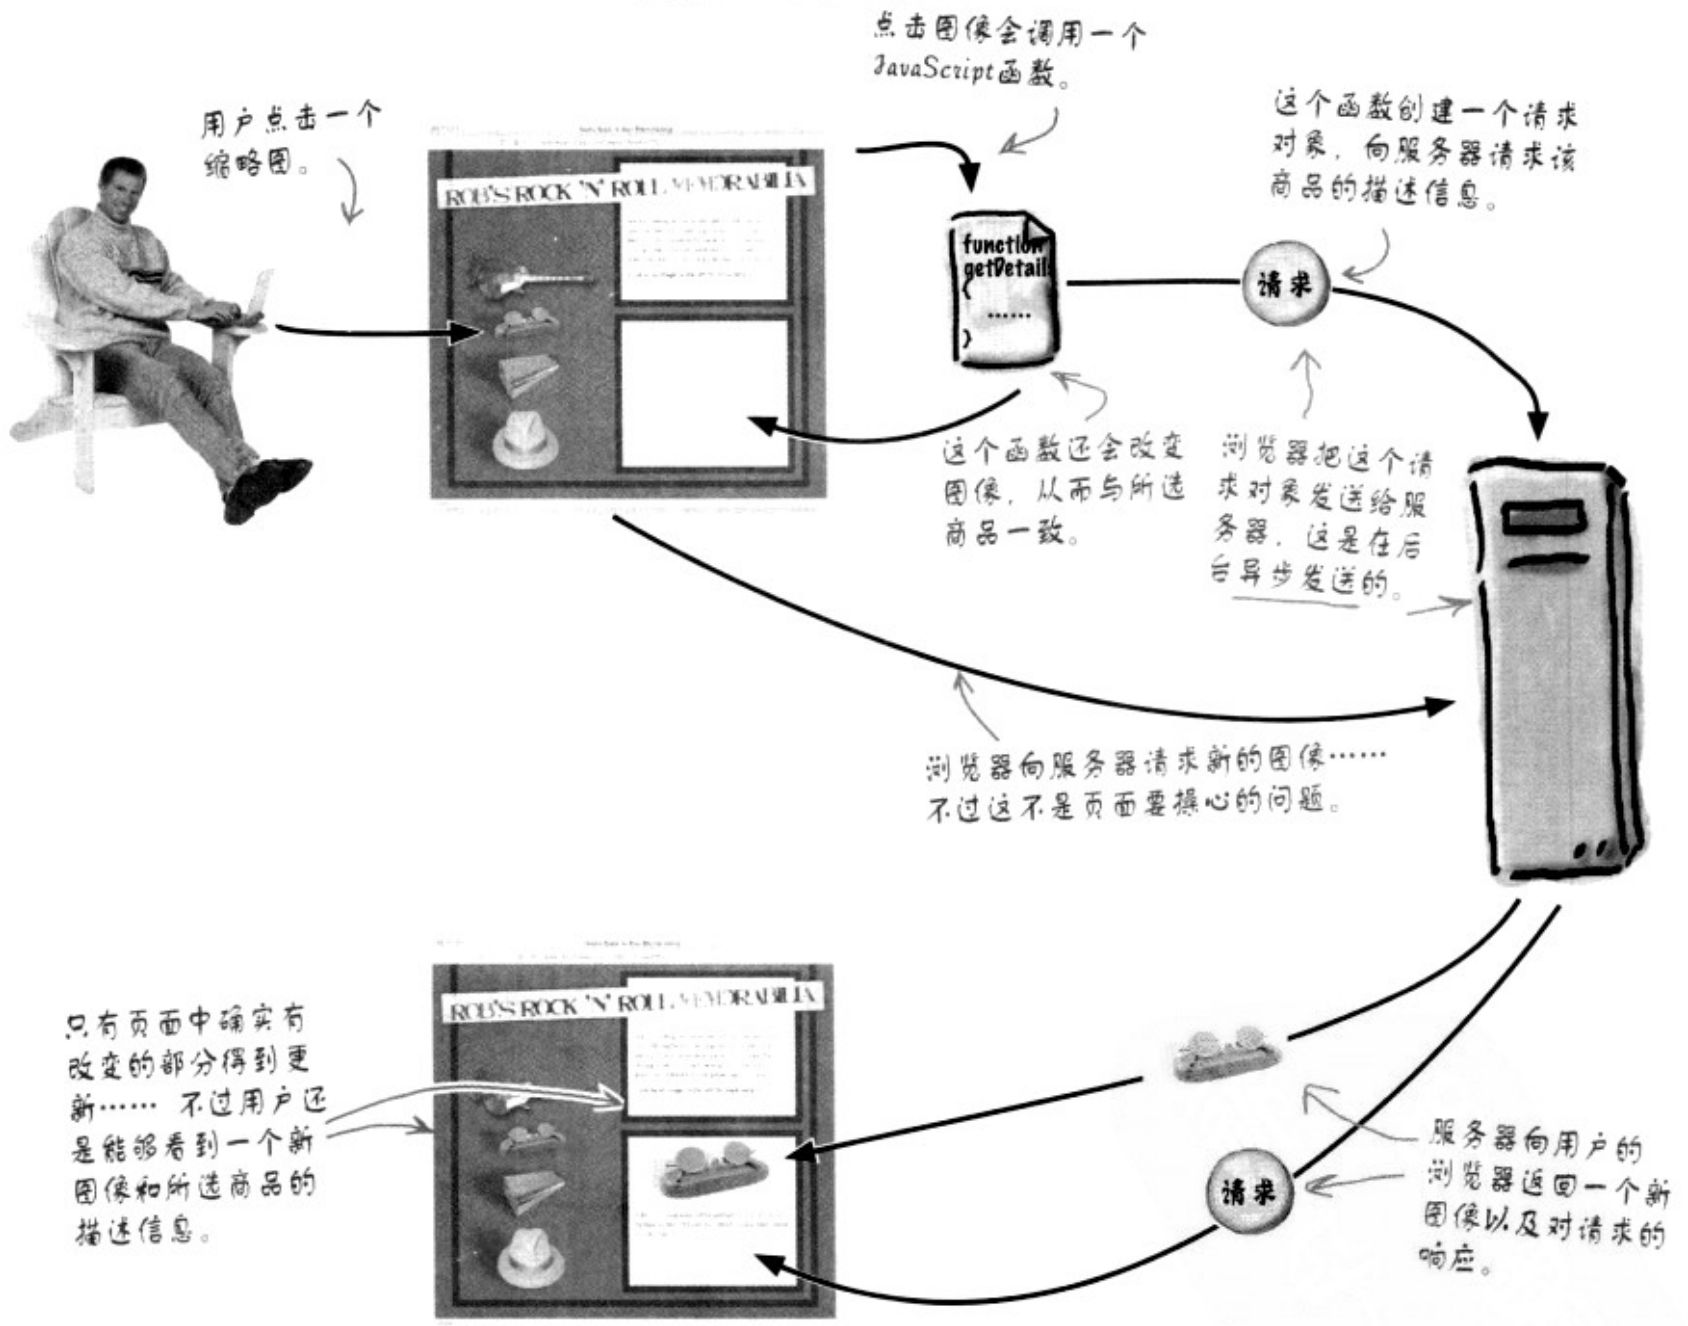 点击图像会调用一个
JavaScript函数。
用户点击一个
缩略图。
这个函数创建一个请求
对象，向服务器请求该
商品的描述信息。
ROB'S ROCK 'N' ROLL MEMORABILIA
function
getDetails
{
……
}
请求
这个函数还会改变
图像，从而与所选
商品一致。
浏览器把这个请
求对象发送给服
务器，这是在后
台异步发送的。
浏览器向服务器请求新的图像……
不过这不是页面要操心的问题。
ROB'S ROCK 'N' ROLL MEMORABILIA
只有页面中确实有
改变的部分得到更
新…… 不过用户还
是能够看到一个新
图像和所选商品的
描述信息。
请求
服务器向用户的
浏览器返回一个新
图像以及对请求的
响应。